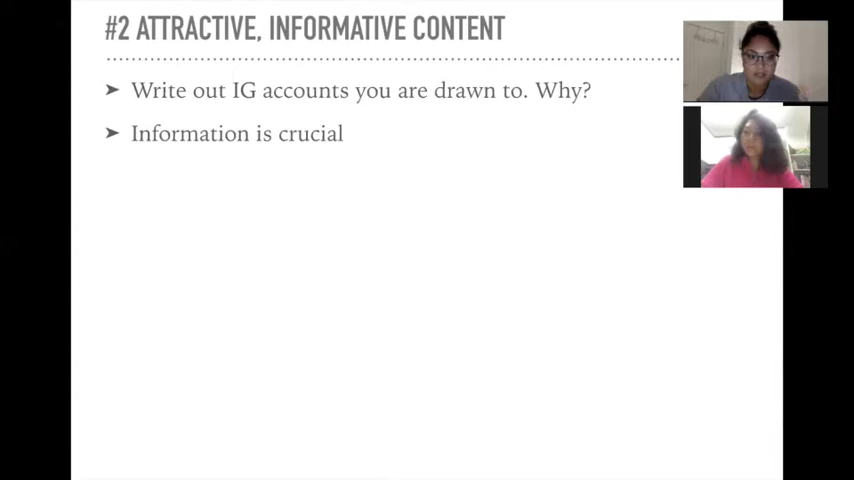 #2 ATTRACTIVE, INFORMATIVE CONTENT
➤ Write out IG accounts you are drawn to. Why?
➤ Information is crucial